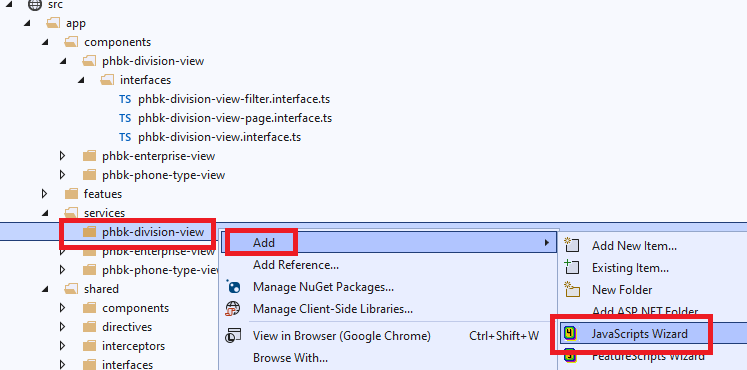 src
app
components
phbk-division-view
interfaces
TS phbk-division-view-filter.interface.ts
TS phbk-division-view-page.interface.ts
TS phbk-division-view.interface.ts
phbk-enterprise-view
phbk-phone-type-view
featues
services
phbk-division-view
phbk-enterprise-view
phbk-phone-type-view
shared
components
directives
interceptors
interfaces
Add
Add Reference...
Manage NuGet Packages...
Manage Client-Side Libraries...
View in Browser (Google Chrome) Ctrl+Shift+W
Browse With...
Add New Item...
Existing Item...
New Folder
Add ASP.NET Folder
JavaScripts Wizard
FeatureScripts Wizard